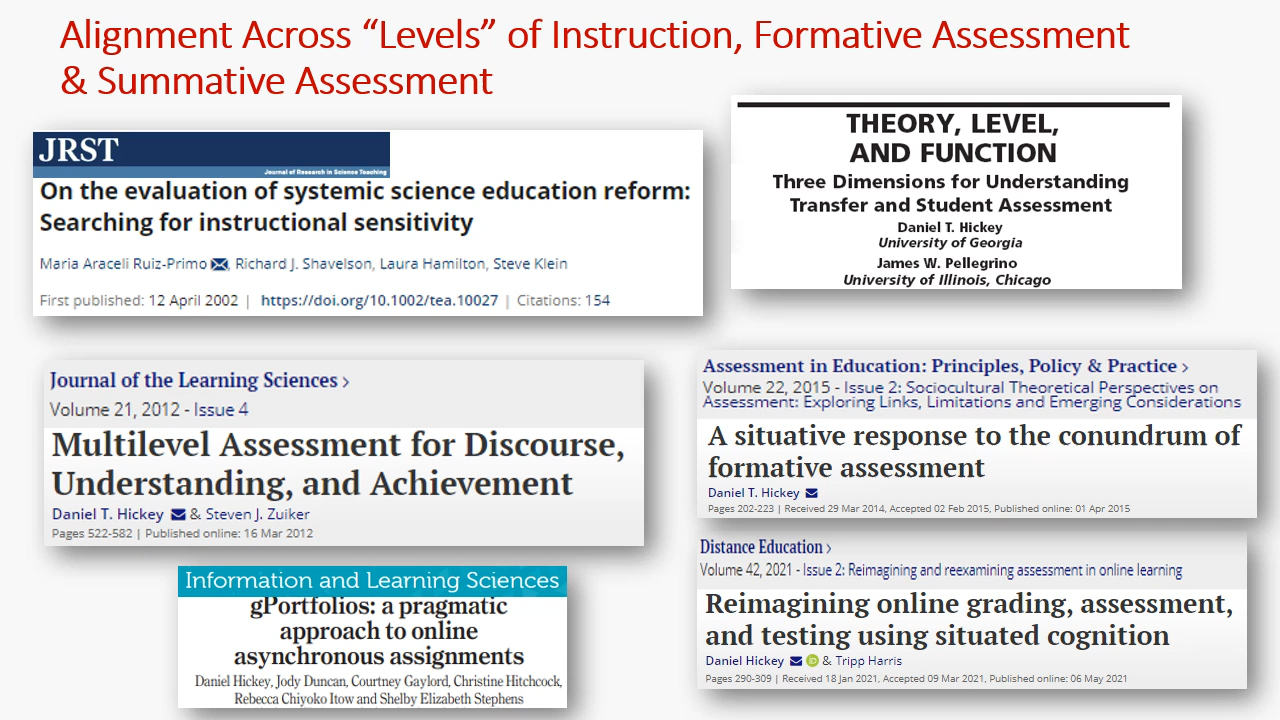 Alignment Across “Levels” of Instruction, Formative Assessment
& Summative Assessment
JRST
Journal of Research in Science Teaching
On the evaluation of systemic science education reform:
Searching for instructional sensitivity
Maria Araceli Ruiz-Primo, Richard J. Shavelson, Laura Hamilton, Steve Klein
First published: 12 April 2002 | https://doi.org/10.1002/tea.10027 | Citations: 154
THEORY, LEVEL,
AND FUNCTION
Three Dimensions for Understanding
Transfer and Student Assessment
Daniel T. Hickey
University of Georgia
James W. Pellegrino
University of Illinois, Chicago
Journal of the Learning Sciences >
Volume 21, 2012 - Issue 4
Multilevel Assessment for Discourse,
Understanding, and Achievement
Daniel T. Hickey & Steven J. Zuiker
Pages 522-582 | Published online: 16 Mar 2012
Assessment in Education: Principles, Policy & Practice >
Volume 22, 2015 - Issue 2: Sociocultural Theoretical Perspectives on
Assessment: Exploring Links, Limitations and Emerging Considerations
A situative response to the conundrum of
formative assessment
Daniel T. Hickey
Pages 202-223 | Received 29 Mar 2014, Accepted 02 Feb 2015, Published online: 01 Apr 2015
Information and Learning Sciences
gPortfolios: a pragmatic
approach to online
asynchronous assignments
Daniel Hickey, Jody Duncan, Courtney Gaylord, Christine Hitchcock,
Rebecca Chiyoko Itow and Shelby Elizabeth Stephens
Distance Education >
Volume 42, 2021 - Issue 2: Reimagining and reexamining assessment in online learning
Reimagining online grading, assessment,
and testing using situated cognition
Daniel Hickey iD & Tripp Harris
Pages 290-309 | Received 18 Jan 2021, Accepted 09 Mar 2021, Published online: 06 May 2021